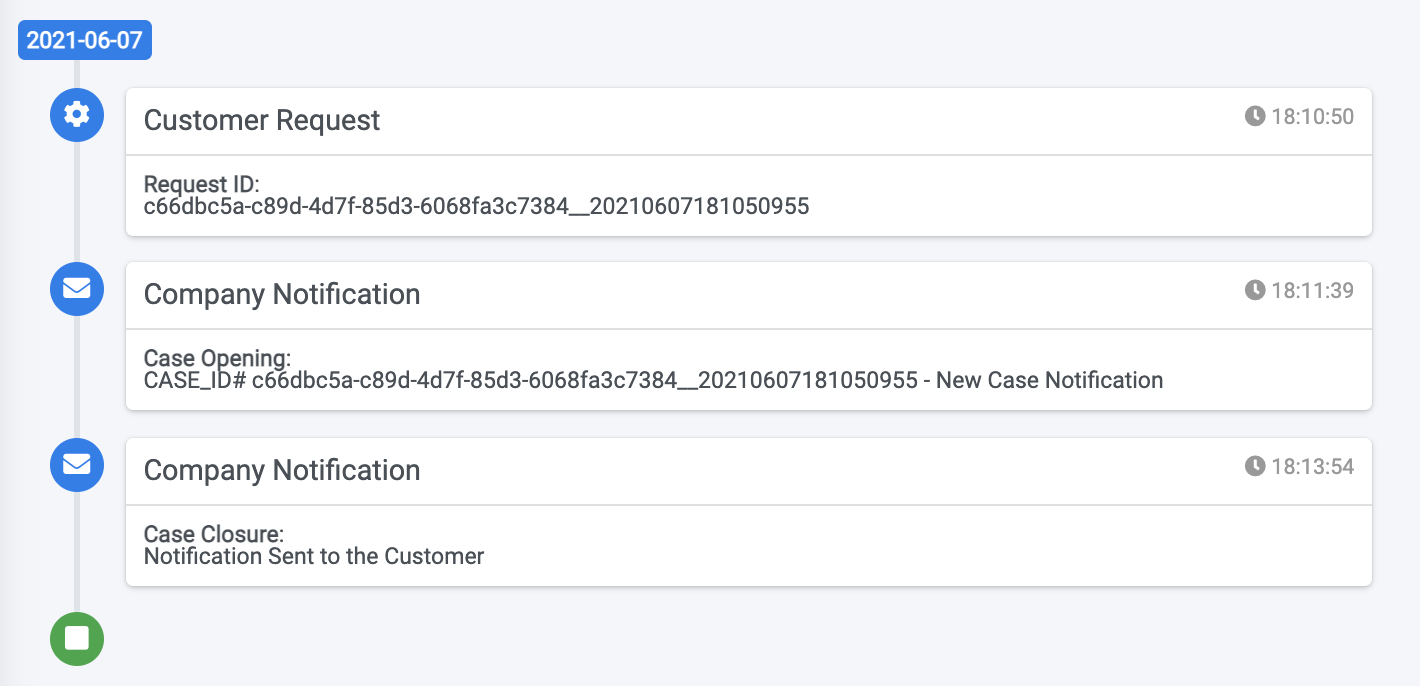 2021-06-07
Customer Request
18:10:50
Request ID:
c66dbc5a-c89d-4d7f-85d3-6068fa3c7384__20210607181050955
Company Notification
18:11:39
Case Opening:
CASE_ID# c66dbc5a-c89d-4d7f-85d3-6068fa3c7384__20210607181050955 - New Case Notification
Company Notification
18:13:54
Case Closure:
Notification Sent to the Customer